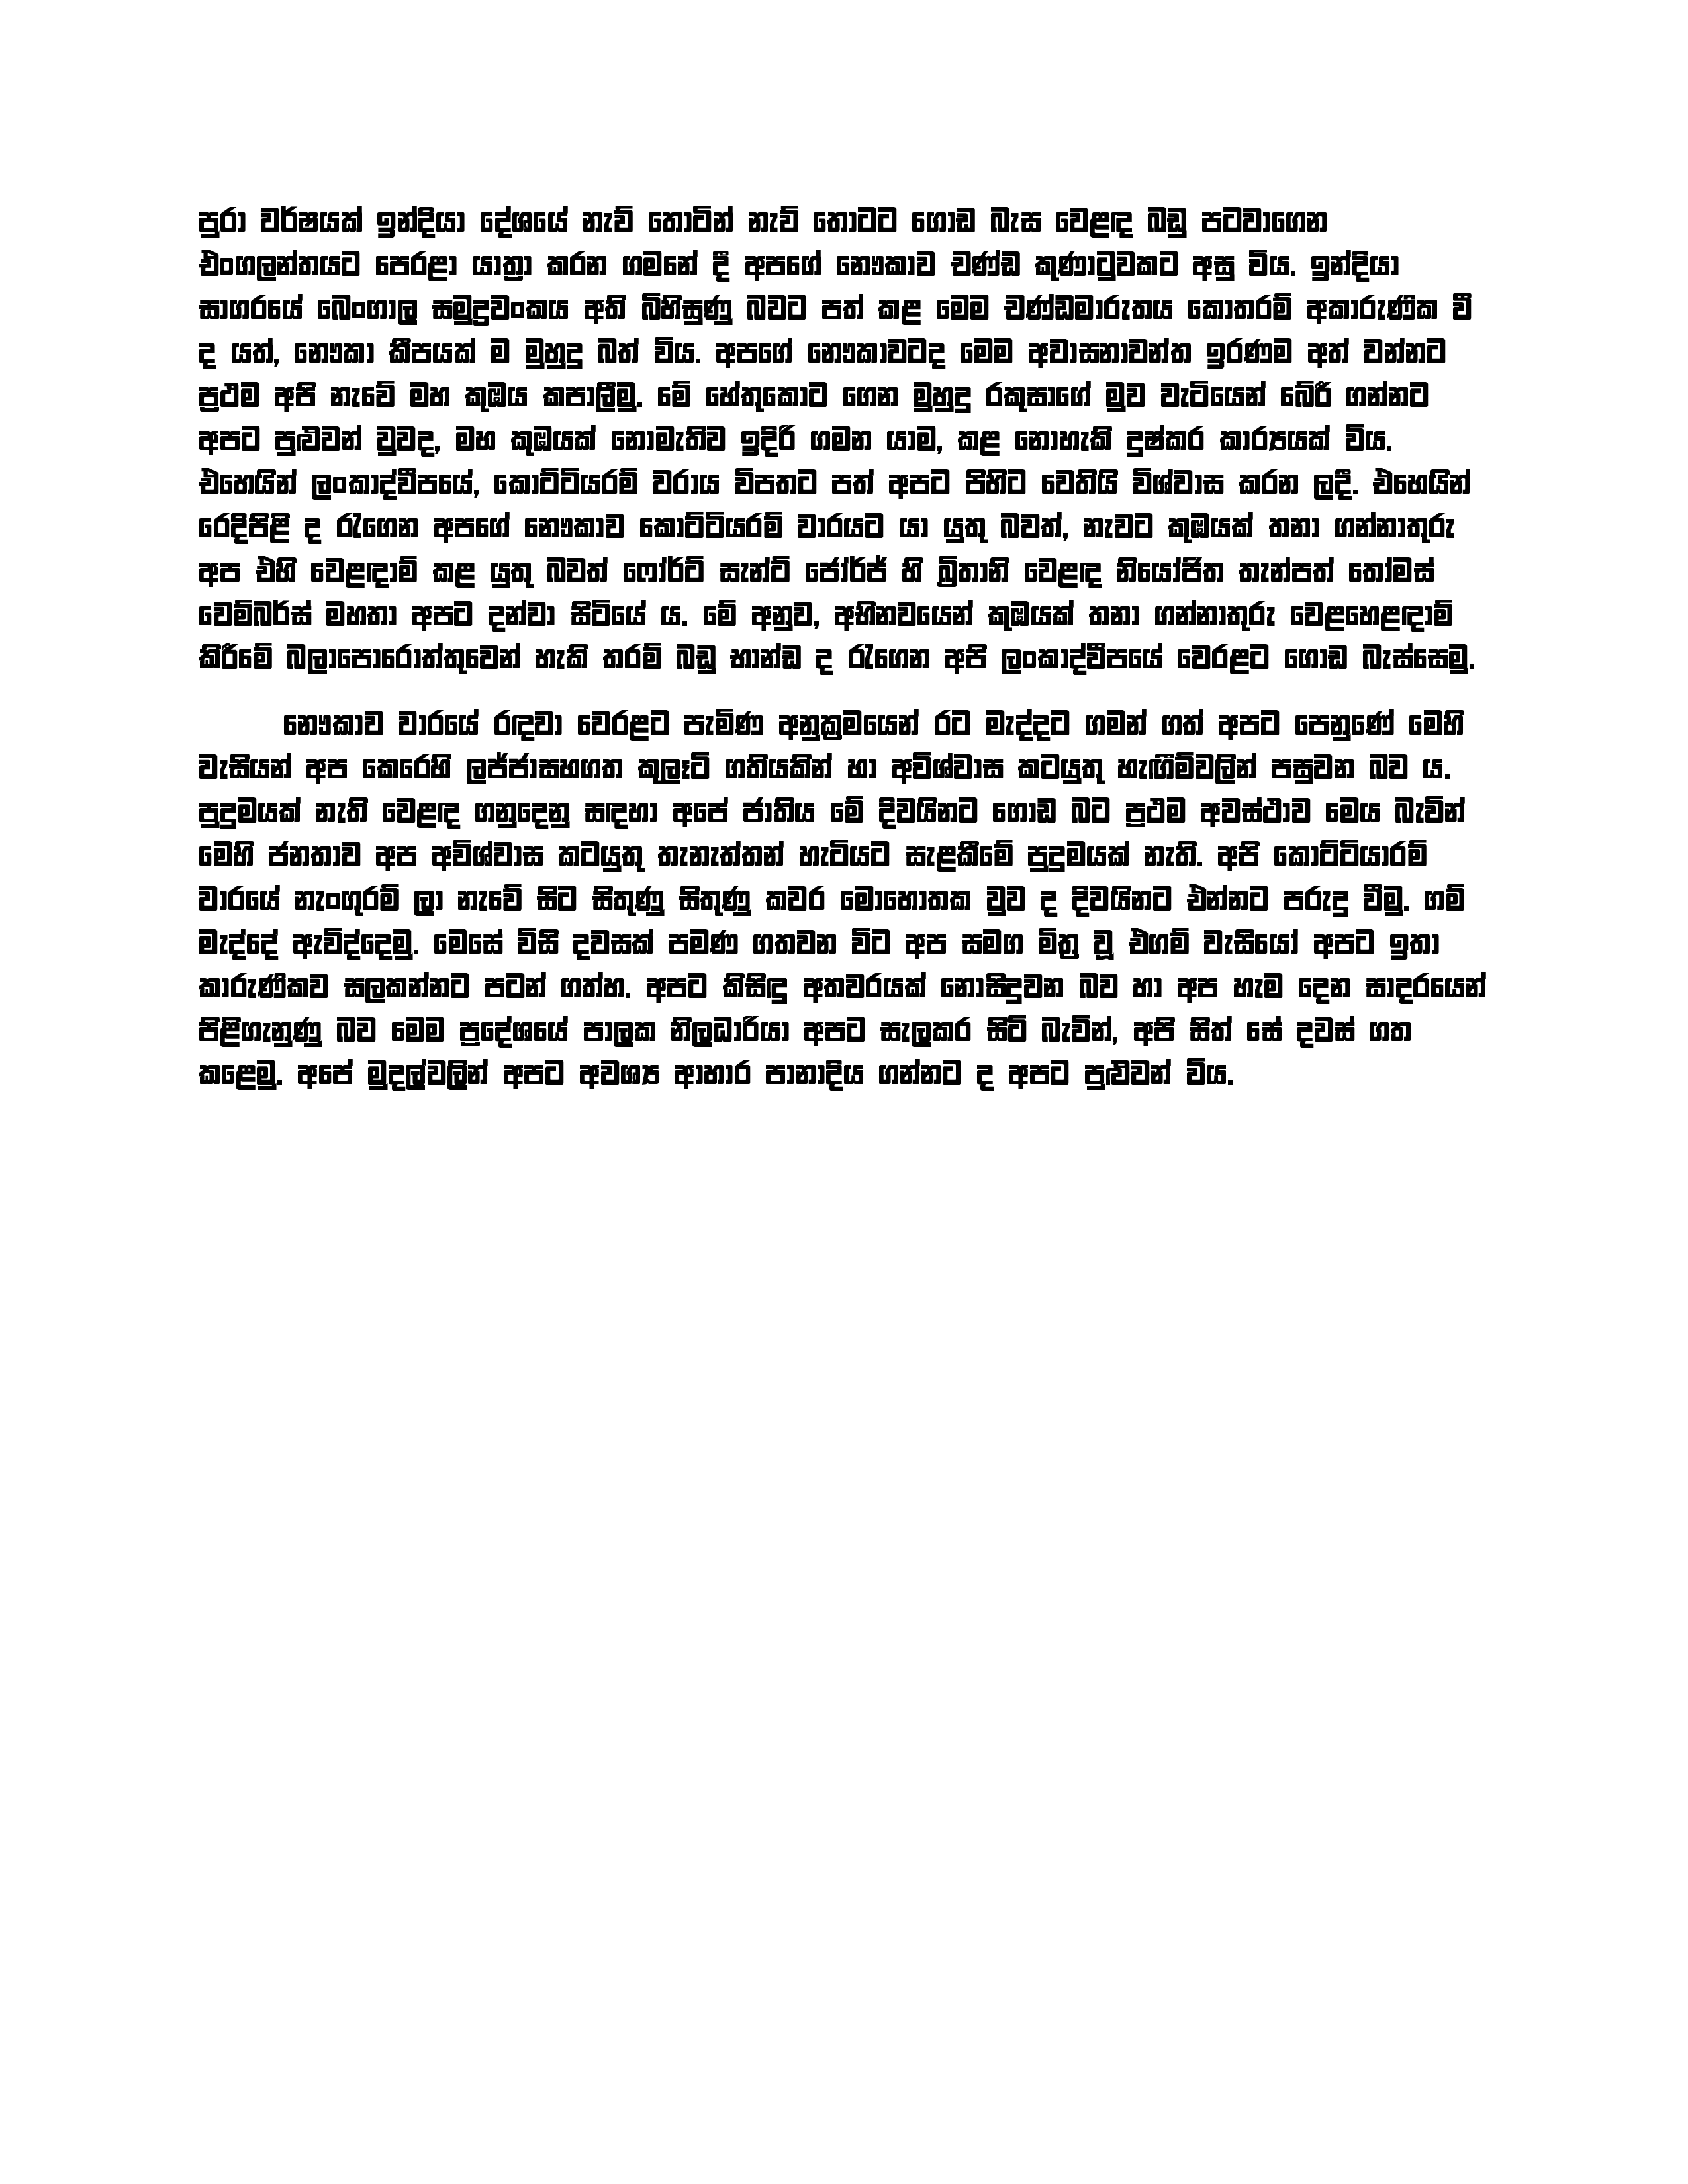 පුරා වර්ෂයක් ඉන්දියා දේශයේ නැව් තොටින් නැව් තොටට ගොඩ බැස වෙළඳ බඩු පටවාගෙන
එංගලන්තයට පෙරළා යාත්‍රා කරන ගමනේ දී අපගේ නෞකාව චණ්ඩ කුණාටුවකට අසු විය. ඉන්දියා
සාගරයේ බෙංගාල සමුද්‍රවංකය අති බිහිසුණු බවට පත් කළ මෙම චණ්ඩමාරුතය කොතරම් අකාරුණික වී
ද යත්, නෞකා කීපයක් ම මුහුදු බත් විය. අපගේ නෞකාවටද මෙම අවාසනාවන්ත ඉරණම අත් වන්නට
ප්‍රථම අපි නැවේ මහ කුඹය කපාලීමු. මේ හේතුකොට ගෙන මුහුදු රකුසාගේ මුව වැටියෙන් බේරී ගන්නට
අපට පුළුවන් වුවද, මහ කුඹයක් නොමැතිව ඉදිරි ගමන යාම, කළ නොහැකි දුෂ්කර කාර්‍යයක් විය.
එහෙයින් ලංකාද්වීපයේ, කොට්ටියරම් වරාය විපතට පත් අපට පිහිට වෙතියි විශ්වාස කරන ලදී. එහෙයින්
රෙදිපිළි ද රැගෙන අපගේ නෞකාව කොට්ටියරම් වාරයට යා යුතු බවත්, නැවට කුඹයක් තනා ගන්නාතුරු
අප එහි වෙළඳාම් කළ යුතු බවත් ෆෝර්ට් සැන්ට් ජෝර්ජ් හි බ්‍රිතානි වෙළඳ නියෝජිත තැන්පත් තෝමස්
වෙම්බර්ස් මහතා අපට දන්වා සිටියේ ය. මේ අනුව, අභිනවයෙන් කුඹයක් තනා ගන්නාතුරු වෙළහෙළඳාම්
කිරීමේ බලාපොරොත්තුවෙන් හැකි තරම් බඩු භාන්ඩ ද රැගෙන අපි ලංකාද්වීපයේ වෙරළට ගොඩ බැස්සෙමු.
නෞකාව වාරයේ රඳවා වෙරළට පැමිණ අනුක්‍රමයෙන් රට මැද්දට ගමන් ගත් අපට පෙනුණේ මෙහි
වැසියන් අප කෙරෙහි ලජ්ජාසහගත කුලෑටි ගතියකින් හා අවිශ්වාස කටයුතු හැඟීම්වලින් පසුවන බව ය.
පුදුමයක් නැති වෙළඳ ගනුදෙනු සඳහා අපේ ජාතිය මේ දිවයිනට ගොඩ බට ප්‍රථම අවස්ථාව මෙය බැවින්
මෙහි ජනතාව අප අවිශ්වාස කටයුතු තැනැත්තන් හැටියට සැළකීමේ පුදුමයක් නැති. අපි කොට්ටියාරම්
වාරයේ නැංගුරම් ලා නැවේ සිට සිතුණු සිතුණු කවර මොහොතක වුව ද දිවයිනට එන්නට පරුදු වීමු. ගම්
මැද්දේ ඇවිද්දෙමු. මෙසේ විසි දවසක් පමණ ගතවන විට අප සමග මිත්‍ර වූ එගම් වැසියෝ අපට ඉතා
කාරුණිකව සලකන්නට පටන් ගත්හ. අපට කිසිඳු අතවරයක් නොසිදුවන බව හා අප හැම දෙන සාදරයෙන්
පිළිගැනුණු බව මෙම ප්‍රදේශයේ පාලක නිලධාරියා අපට සැලකර සිටි බැවින්, අපි සිත් සේ දවස් ගත
කළෙමු. අපේ මුදල්වලින් අපට අවශ්‍ය ආහාර පානාදිය ගන්නට ද අපට පුළුවන් විය.